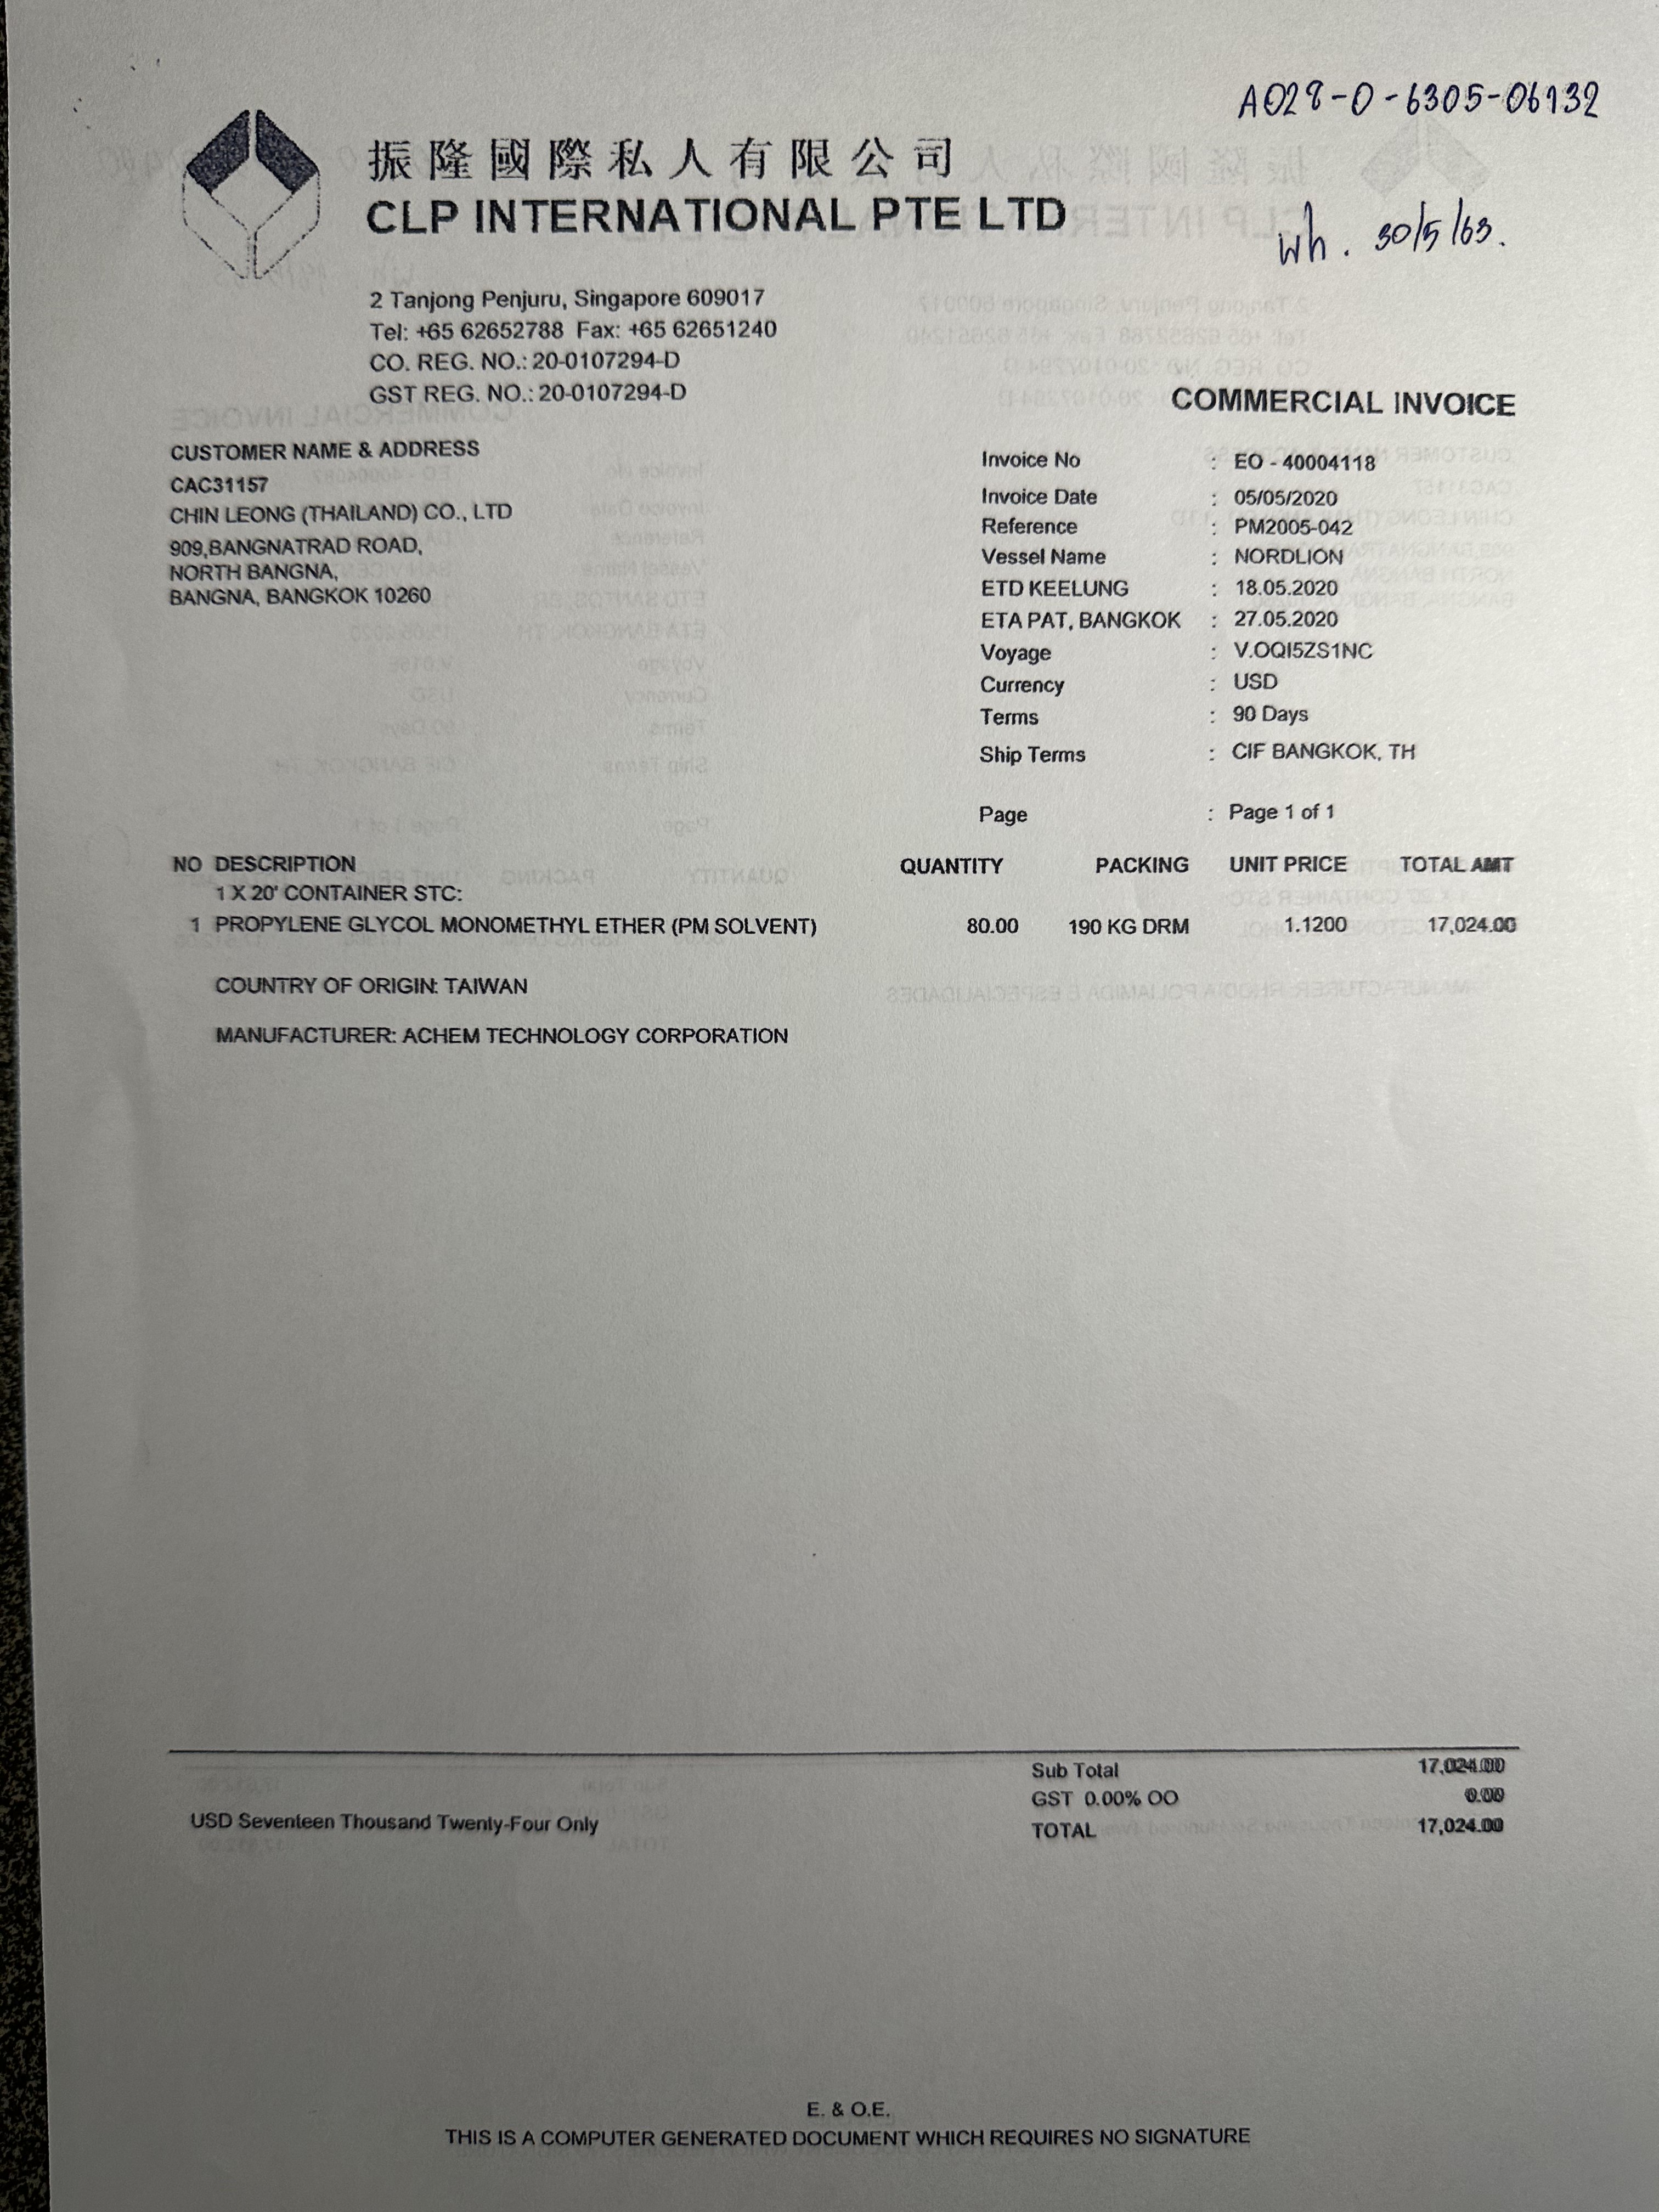 A028-0-6305-06132
振隆國際私人有限公司
CLP INTERNATIONAL PTE LTD
Wh. 30/5/63.
2 Tanjong Penjuru, Singapore 609017
Tel: +65 62652788 Fax: +65 62651240
CO. REG. NO.: 20-0107294-D
GST REG. NO.: 20-0107294-D
COMMERCIAL INVOICE
CUSTOMER NAME & ADDRESS
CAC31157
CHIN LEONG (THAILAND) CO., LTD
909,BANGNATRAD ROAD,
NORTH BANGNA,
BANGNA, BANGKOK 10260
Invoice No : EO - 40004118
Invoice Date : 05/05/2020
Reference : PM2005-042
Vessel Name : NORDLION
ETD KEELUNG : 18.05.2020
ETA PAT, BANGKOK : 27.05.2020
Voyage : V.OQI5ZS1NC
Currency : USD
Terms : 90 Days
Ship Terms : CIF BANGKOK, TH
Page : Page 1 of 1
NO DESCRIPTION QUANTITY PACKING UNIT PRICE TOTAL AMT
1 X 20' CONTAINER STC:
1 PROPYLENE GLYCOL MONOMETHYL ETHER (PM SOLVENT) 80.00 190 KG DRM 1.1200 17,024.00
COUNTRY OF ORIGIN: TAIWAN
MANUFACTURER: ACHEM TECHNOLOGY CORPORATION
Sub Total 17,024.00
GST 0.00% OO 0.00
USD Seventeen Thousand Twenty-Four Only
TOTAL 17,024.00
E. & O.E.
THIS IS A COMPUTER GENERATED DOCUMENT WHICH REQUIRES NO SIGNATURE